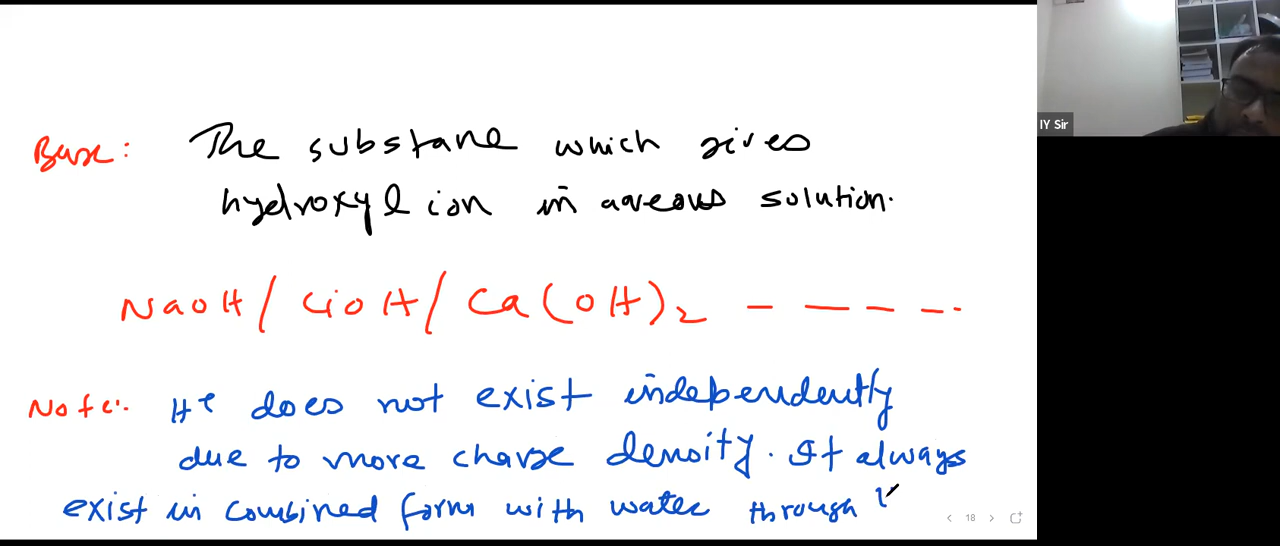 Base: The substane which gives
hydroxyl ion in aqueous solution.
NaOH / LiOH / Ca(OH)2 - - - -.
Note:. H⊕ does not exist independently
due to more charge density. It always
exist in combined form with water through
18
IY Sir